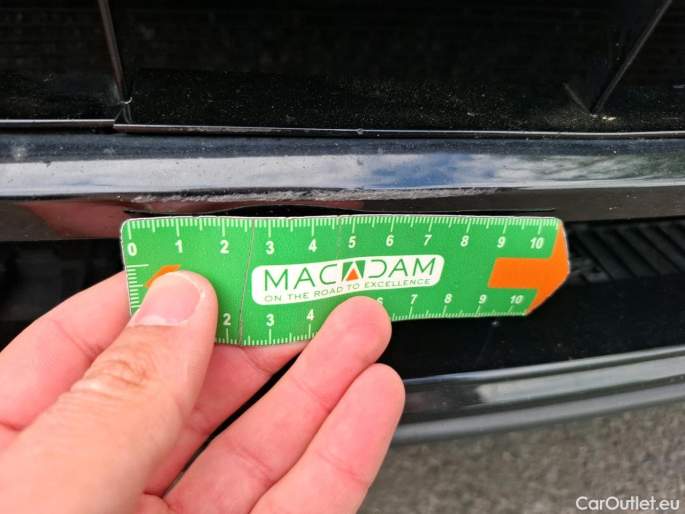 0 1 2 3 4 5 6 7 8 9 10
MACADAM
ON THE ROAD TO EXCELLENCE
2 3 4 6 7 8 9 10
CarOutlet.eu